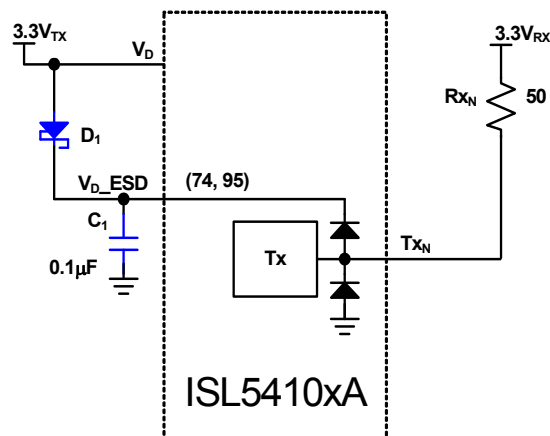 3.3VTX
VD
3.3VRX
RxN
50
D1
VD_ESD
(74, 95)
C1
0.1µF
Tx
TxN
ISL5410xA